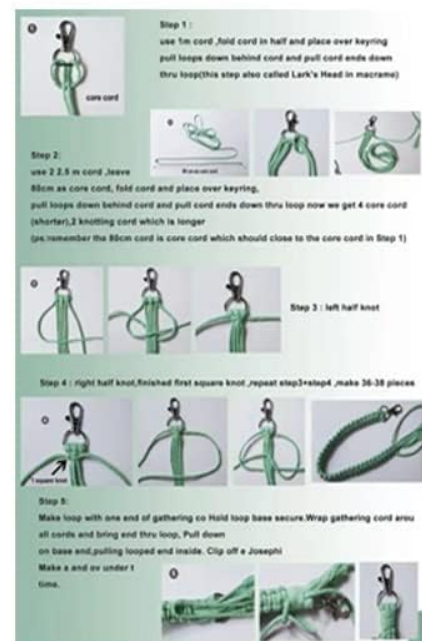 Step 1 :
use 1m cord ,fold cord in half and place over keyring
pull loops down behind cord and pull cord ends down
thru loop(this step also called Lark's Head in macrame)
core cord
Step 2:
use 2 2.5 m cord ,leave
80cm as core cord, fold cord and place over keyring,
pull loops down behind cord and pull cord ends down thru loop now we get 4 core cord
(shorter),2 knotting cord which is longer
(ps:remember the 80cm cord is core cord which should close to the core cord in Step 1)
Step 3 : left half knot
Step 4 : right half knot,finished first square knot ,repeat step3+step4 ,make 36-38 pieces
1 square knot
Step 5:
Make loop with one end of gathering co Hold loop base secure.Wrap gathering cord arou
all cords and bring end thru loop, Pull down
on base end,pulling looped end inside. Clip off e Josephi
Make a and ov under t
time.